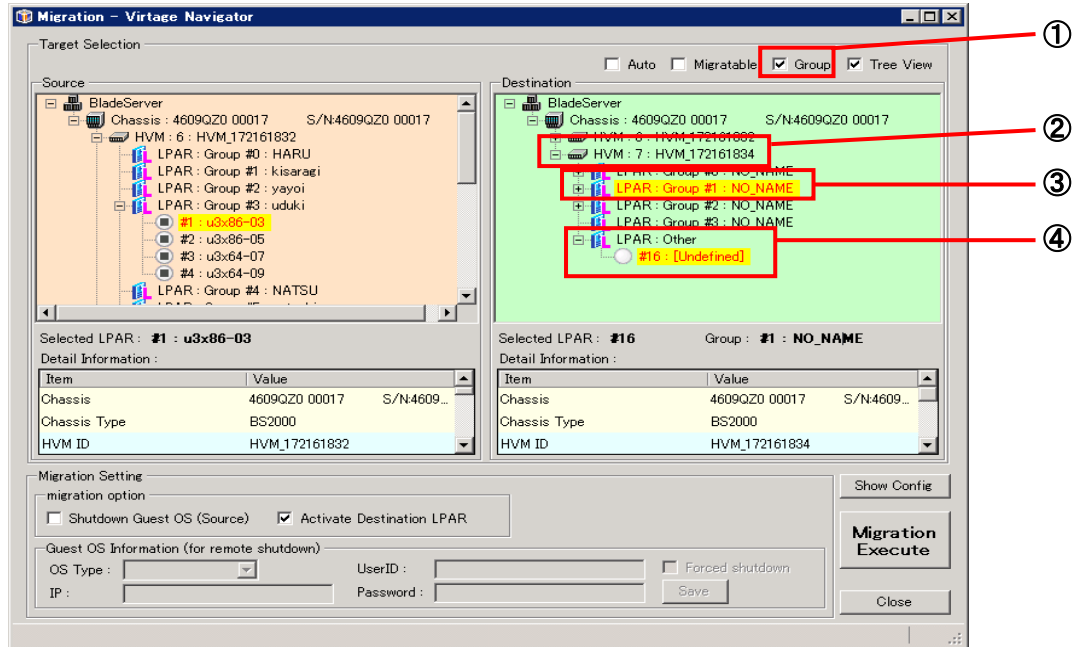 Migration - Virtage Navigator
①
Target Selection
Auto Migratable Group Tree View
Source
BladeServer
Chassis : 4609QZ0 00017 S/N:4609QZ0 00017
HVM : 6 : HVM_172161832
LPAR : Group #0 : HARU
LPAR : Group #1 : kisaragi
LPAR : Group #2 : yayoi
LPAR : Group #3 : uduki
#1 : u3x86-03
#2 : u3x86-05
#3 : u3x64-07
#4 : u3x64-09
LPAR : Group #4 : NATSU
Selected LPAR : #1 : u3x86-03
Detail Information :
Item Value
Chassis 4609QZ0 00017 S/N:4609...
Chassis Type BS2000
HVM ID HVM_172161832
Destination
BladeServer
Chassis : 4609QZ0 00017 S/N:4609QZ0 00017
HVM : 6 : HVM_172161832
②
HVM : 7 : HVM_172161834
LPAR : Group #0 : NO_NAME
③
LPAR : Group #1 : NO_NAME
LPAR : Group #2 : NO_NAME
LPAR : Group #3 : NO_NAME
④
LPAR : Other
#16 : [Undefined]
Selected LPAR : #16 Group : #1 : NO_NAME
Detail Information :
Item Value
Chassis 4609QZ0 00017 S/N:4609...
Chassis Type BS2000
HVM ID HVM_172161834
Migration Setting
migration option
Shutdown Guest OS (Source) Activate Destination LPAR
Guest OS Information (for remote shutdown)
OS Type : UserID : Forced shutdown
IP : Password : Save
Show Config
Migration
Execute
Close